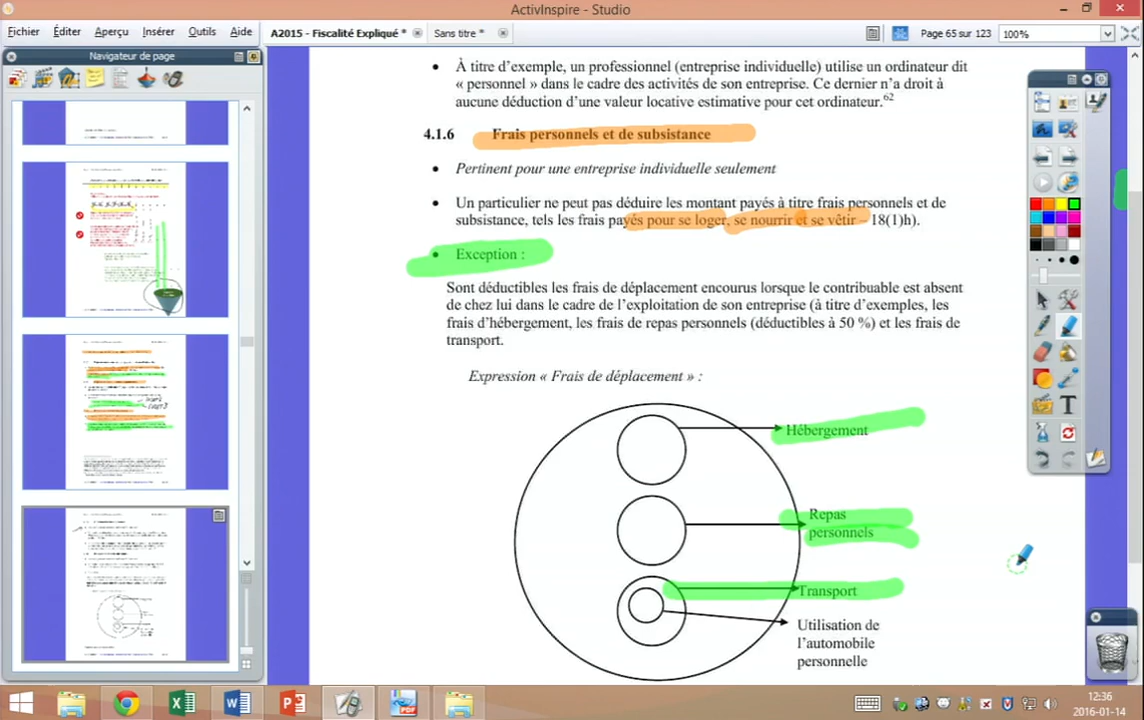 ActivInspire - Studio
Fichier Éditer Aperçu Insérer Outils Aide
A2015 - Fiscalité Expliqué *
Sans titre *
Page 65 sur 123
100%
Navigateur de page
• À titre d'exemple, un professionnel (entreprise individuelle) utilise un ordinateur dit
« personnel » dans le cadre des activités de son entreprise. Ce dernier n'a droit à
aucune déduction d'une valeur locative estimative pour cet ordinateur.62
4.1.6 Frais personnels et de subsistance
• Pertinent pour une entreprise individuelle seulement
• Un particulier ne peut pas déduire les montant payés à titre frais personnels et de
subsistance, tels les frais payés pour se loger, se nourrir et se vêtir – 18(1)h).
• Exception :
Sont déductibles les frais de déplacement encourus lorsque le contribuable est absent
de chez lui dans le cadre de l'exploitation de son entreprise (à titre d'exemples, les
frais d'hébergement, les frais de repas personnels (déductibles à 50 %) et les frais de
transport.
Expression « Frais de déplacement » :
Hébergement
Repas
personnels
Transport
Utilisation de
l'automobile
personnelle
12:36
2016-01-14